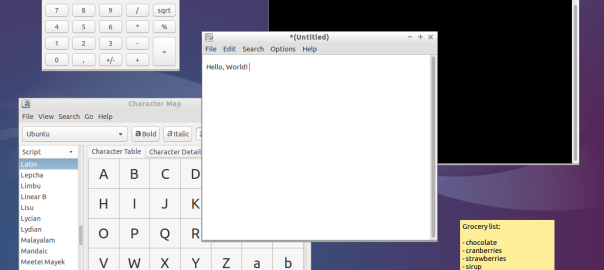 7 8 9 / sqrt
4 5 6 * %
1 2 3 - =
0 , +/- +
*(Untitled)
File Edit Search Options Help
Hello, World!
Character Map
File View Search Go Help
Ubuntu
a Bold
a Italic
2
Script
Character Table
Character Detail
Latin
Lepcha
Limbu
Linear B
Lisu
Lycian
Lydian
Malayalam
Mandaic
Meetei Mayek
A B C D
H I J K
O P Q R
V W X Y Z a b
Grocery list:
- chocolate
- cranberries
- strawberries
- sirup